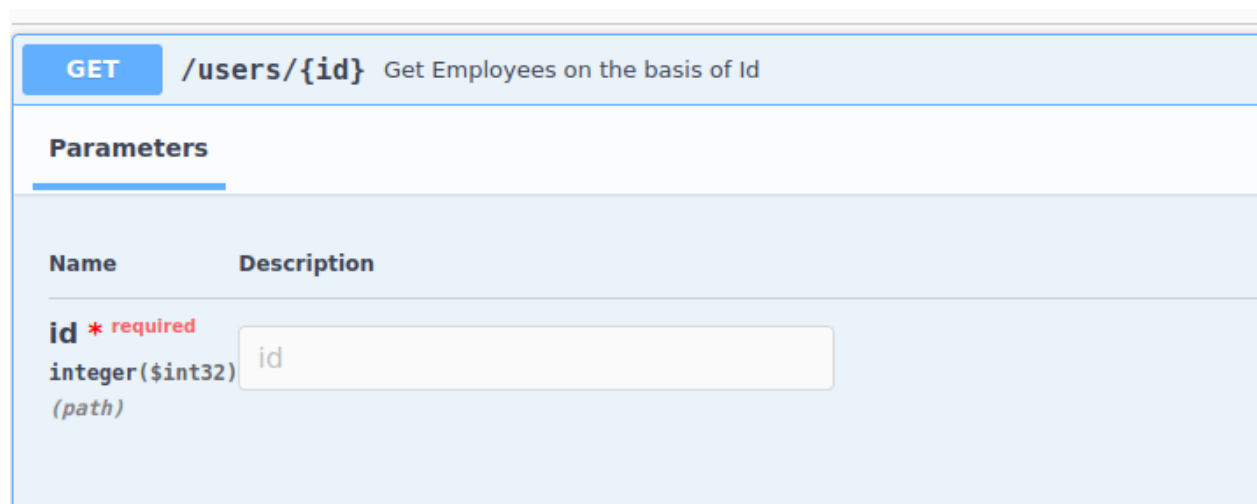 GET /users/{id} Get Employees on the basis of Id
Parameters
Name Description
id * required
integer($int32)
(path)
id